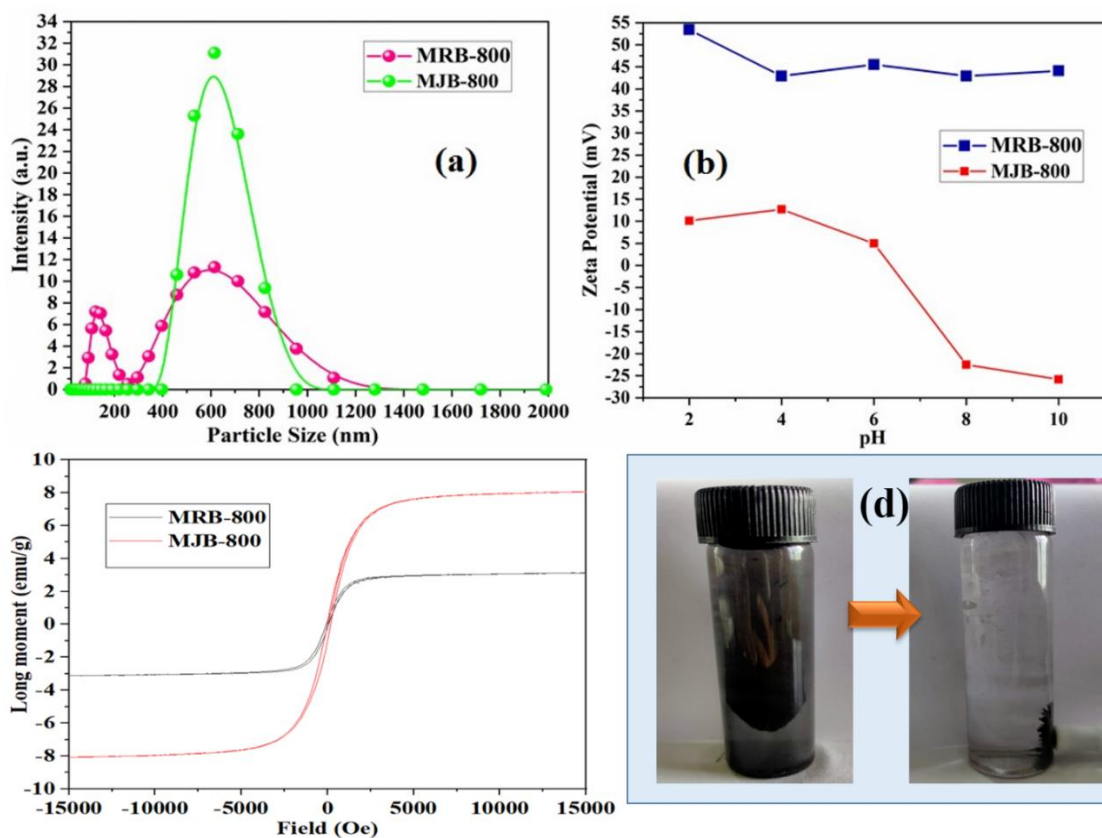 (a)
MRB-800
MJB-800
34
32
30
28
26
24
22
20
18
16
14
12
10
8
6
4
2
0
Intensity (a.u.)
200 400 600 800 1000 1200 1400 1600 1800 2000
Particle Size (nm)
(b)
MRB-800
MJB-800
55
50
45
40
35
30
25
20
15
10
5
0
-5
-10
-15
-20
-25
-30
Zeta Potential (mV)
2 4 6 8 10
pH
MRB-800
MJB-800
10
8
6
4
2
0
-2
-4
-6
-8
-10
Long moment (emu/g)
-15000 -10000 -5000 0 5000 10000 15000
Field (Oe)
(d)